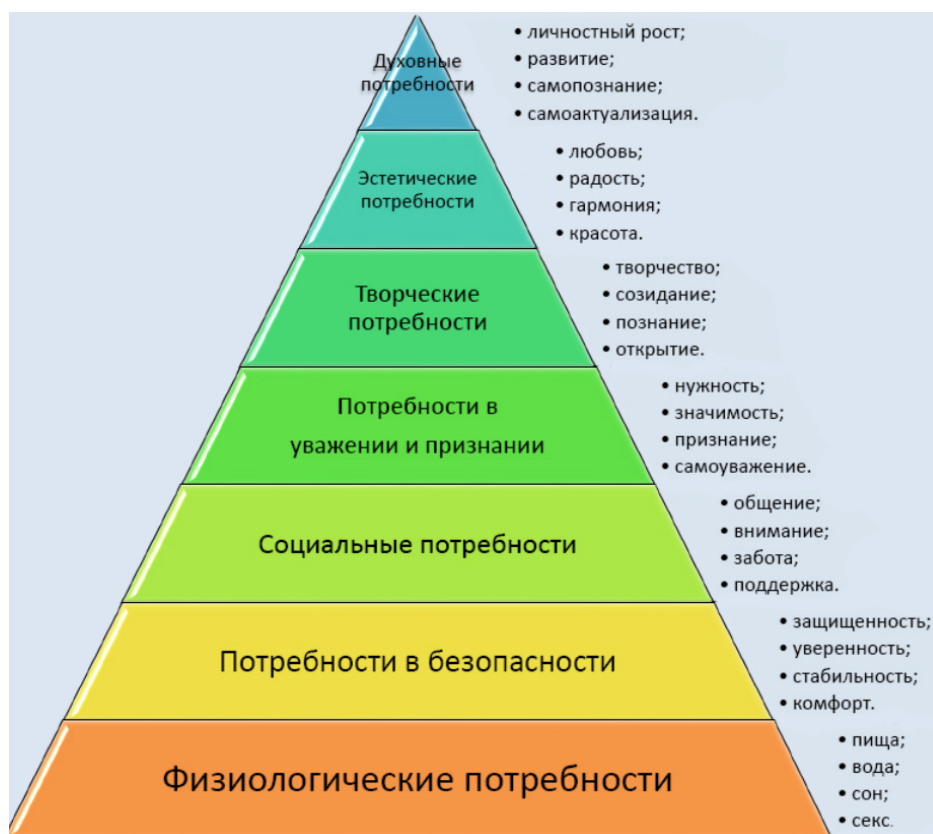 Духовные
потребности
• личностный рост;
• развитие;
• самопознание;
• самоактуализация.
Эстетические
потребности
• любовь;
• радость;
• гармония;
• красота.
Творческие
потребности
• творчество;
• созидание;
• познание;
• открытие.
Потребности в
уважении и признании
• нужность;
• значимость;
• признание;
• самоуважение.
Социальные потребности
• общение;
• внимание;
• забота;
• поддержка.
Потребности в безопасности
• защищенность;
• уверенность;
• стабильность;
• комфорт.
Физиологические потребности
• пища;
• вода;
• сон;
• секс.